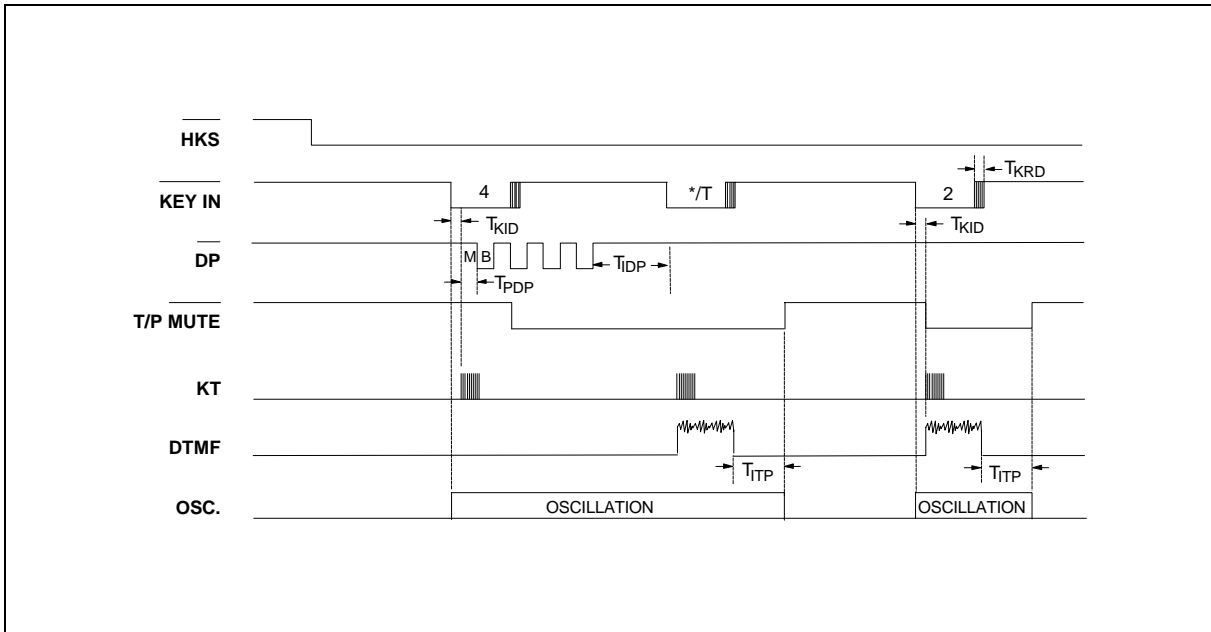 HKS
TKRD
KEY IN
4
*/T
2
TKID
TKID
DP
M B
TIDP
TPDP
T/P MUTE
KT
DTMF
TITP
TITP
OSC.
OSCILLATION
OSCILLATION